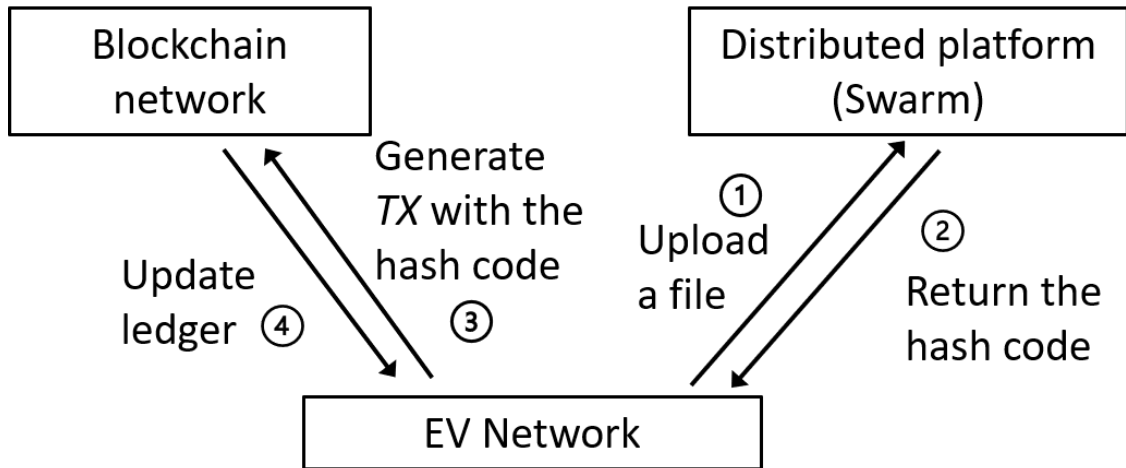 Blockchain
network
Distributed platform
(Swarm)
Generate
TX with the
hash code
③
Update
ledger ④
①
Upload
a file
②
Return the
hash code
EV Network